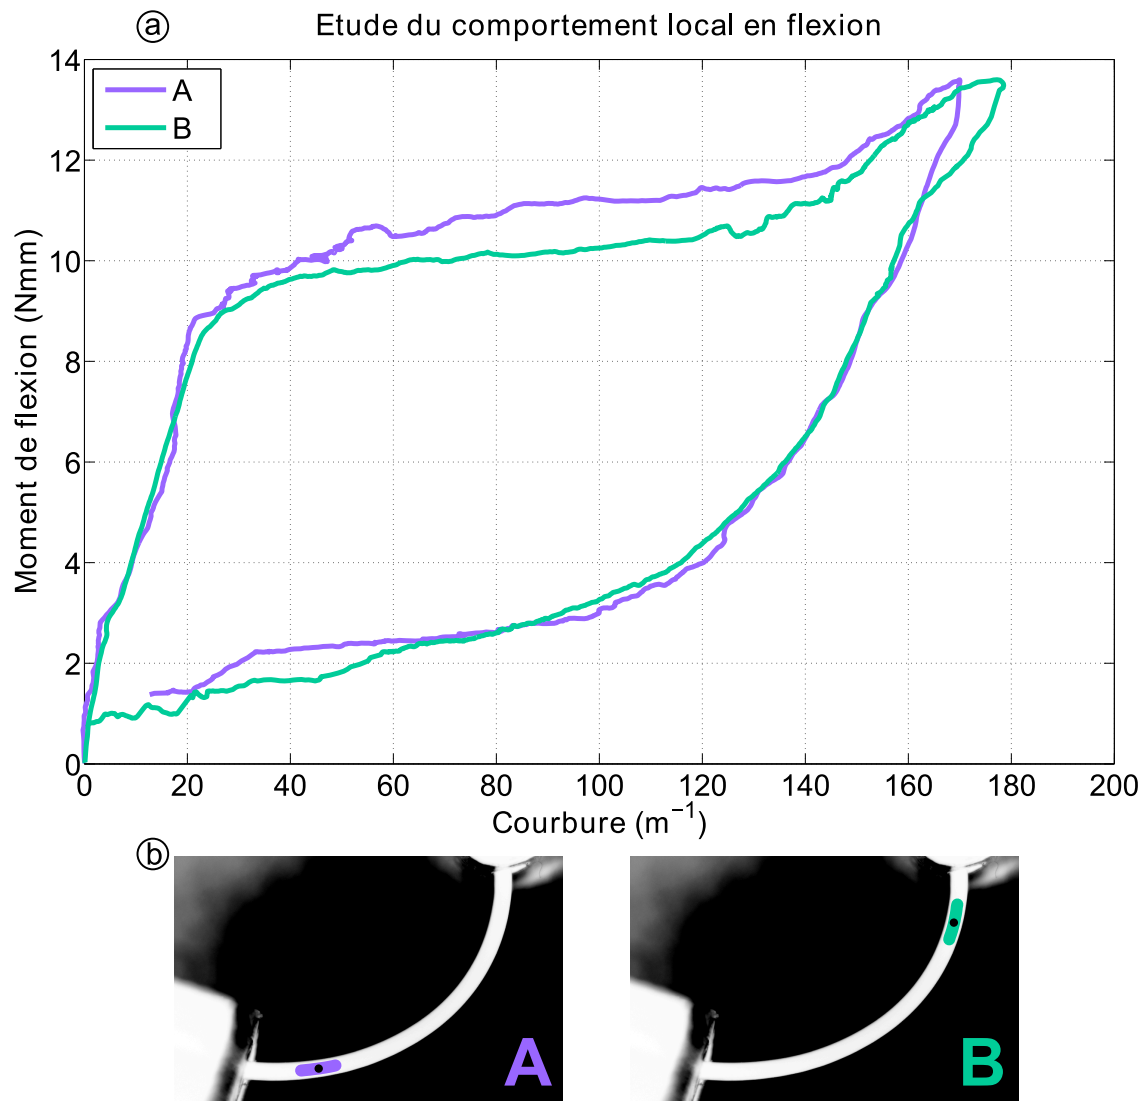 ⓐ Etude du comportement local en flexion
A
B
Moment de flexion (Nmm)
14
12
10
8
6
4
2
0
0 20 40 60 80 100 120 140 160 180 200
Courbure (m⁻¹)
ⓑ
A B